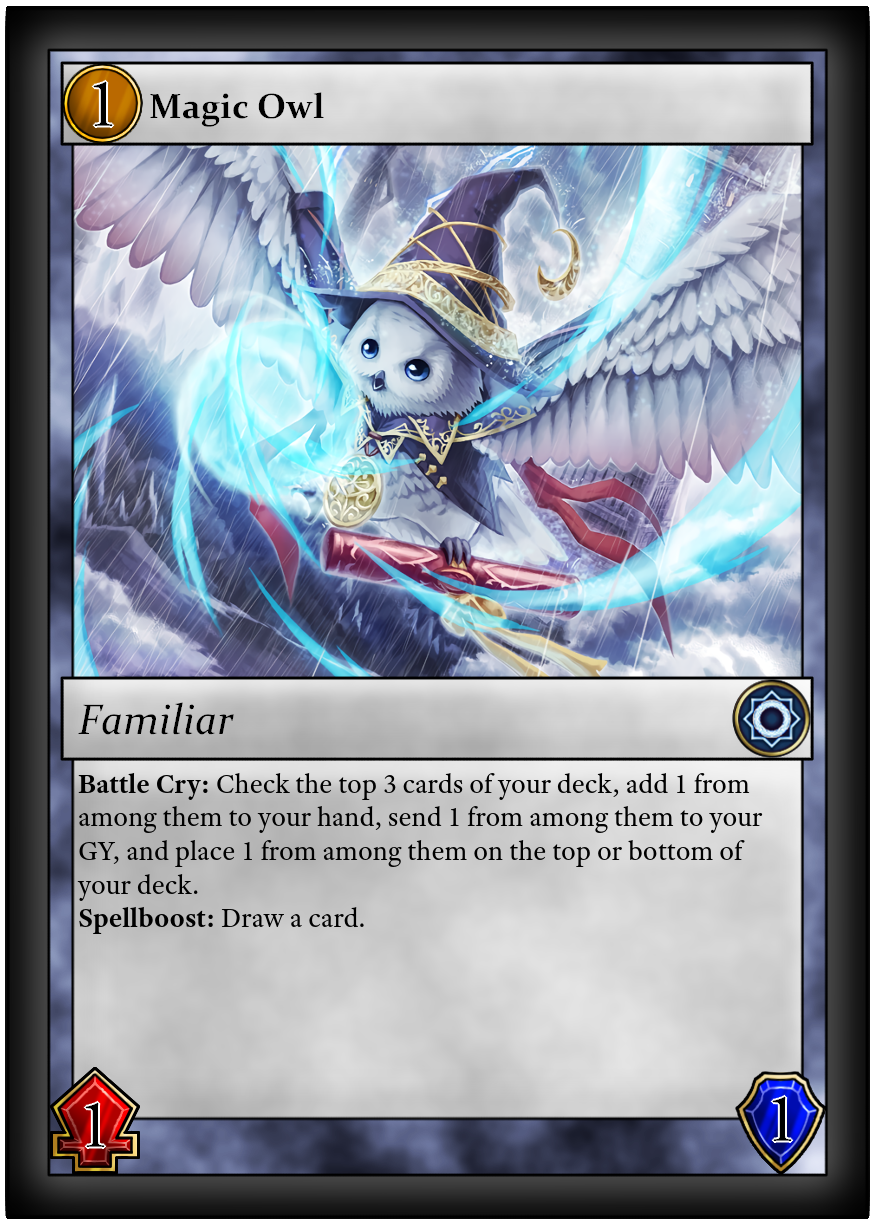 1 Magic Owl
Familiar
Battle Cry: Check the top 3 cards of your deck, add 1 from
among them to your hand, send 1 from among them to your
GY, and place 1 from among them on the top or bottom of
your deck.
Spellboost: Draw a card.
1 1